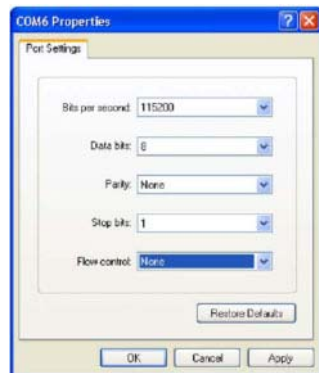 COM6 Properties
Port Settings
Bits per second: 115200
Data bits: 8
Parity: None
Stop bits: 1
Flow control: None
Restore Defaults
OK Cancel Apply